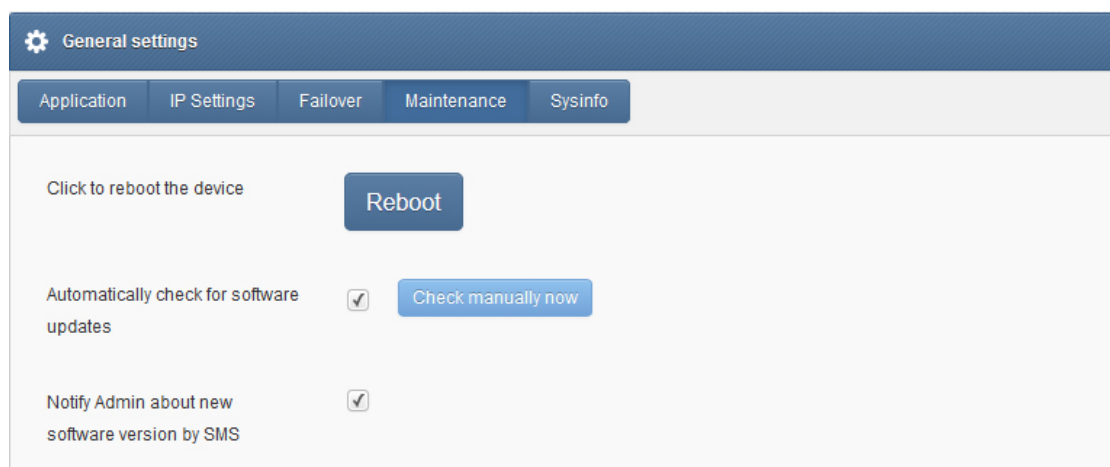 General settings
Application IP Settings Failover Maintenance Sysinfo
Click to reboot the device Reboot
Automatically check for software Check manually now
updates
Notify Admin about new
software version by SMS